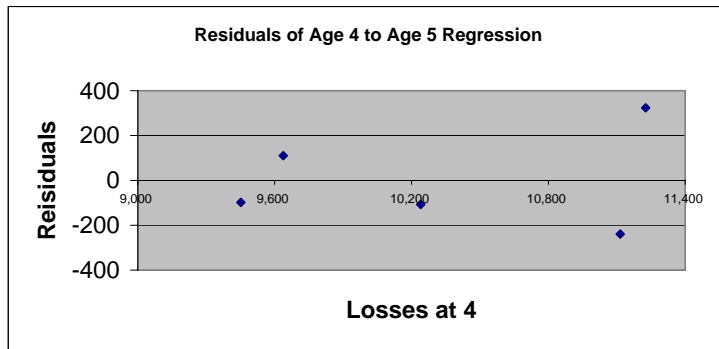 Residuals of Age 4 to Age 5 Regression
400
200
0
-200
-400
9,000 9,600 10,200 10,800 11,400
Reisiduals
Losses at 4